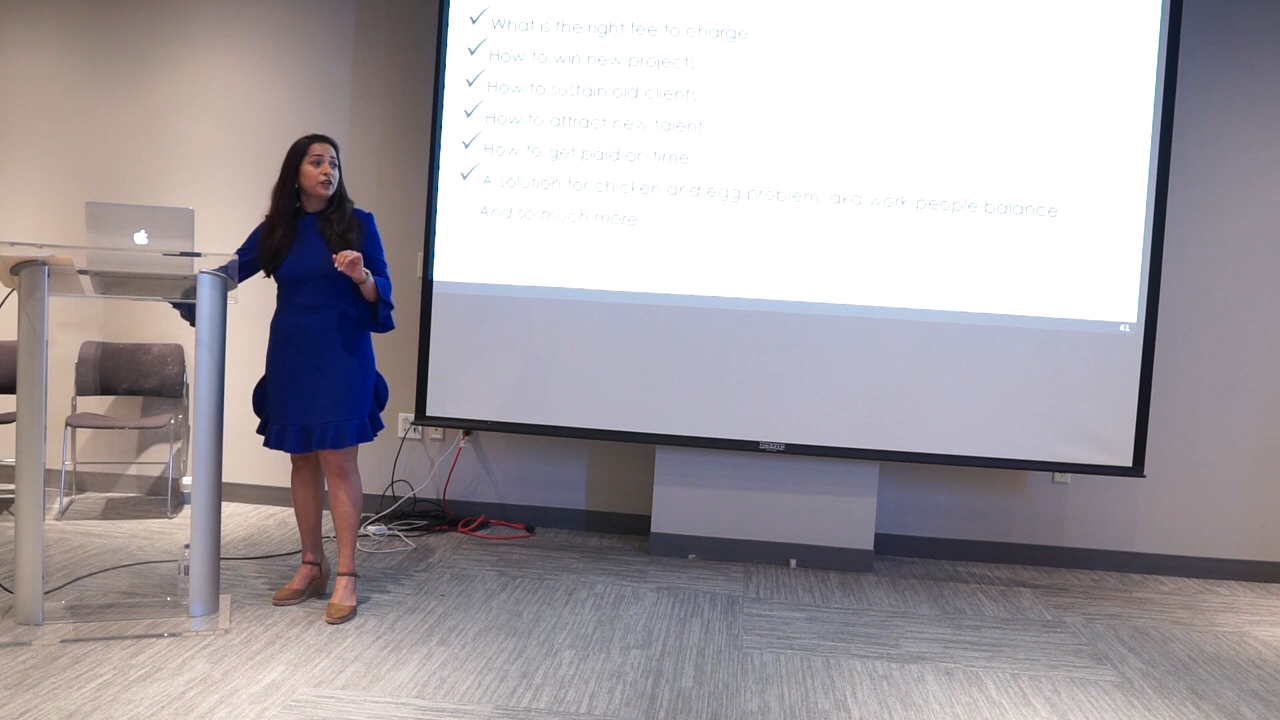 What is the right fee to charge
How to win new projects
How to sustain old clients
How to attract new talent
How to get paid on time
A solution for chicken and egg problem, aka work-people balance
And so much more
41